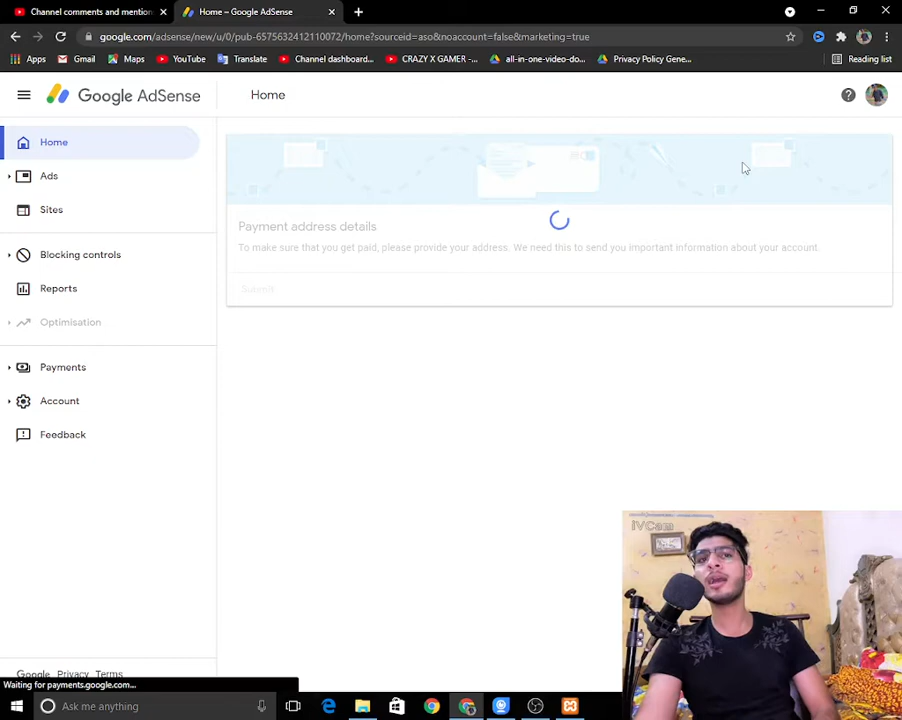 Channel comments and mention
Home – Google AdSense
google.com/adsense/new/u/0/pub-6575632412110072/home?sourceid=aso&noaccount=false&marketing=true
Apps
Gmail
Maps
YouTube
Translate
Channel dashboard...
CRAZY X GAMER -...
all-in-one-video-do...
Privacy Policy Gene...
Reading list
Google AdSense
Home
Home
Ads
Sites
Blocking controls
Reports
Optimisation
Payments
Account
Feedback
Payment address details
To make sure that you get paid, please provide your address. We need this to send you important information about your account.
Submit
iVCam
Google Privacy Terms
Waiting for payments.google.com...
Ask me anything